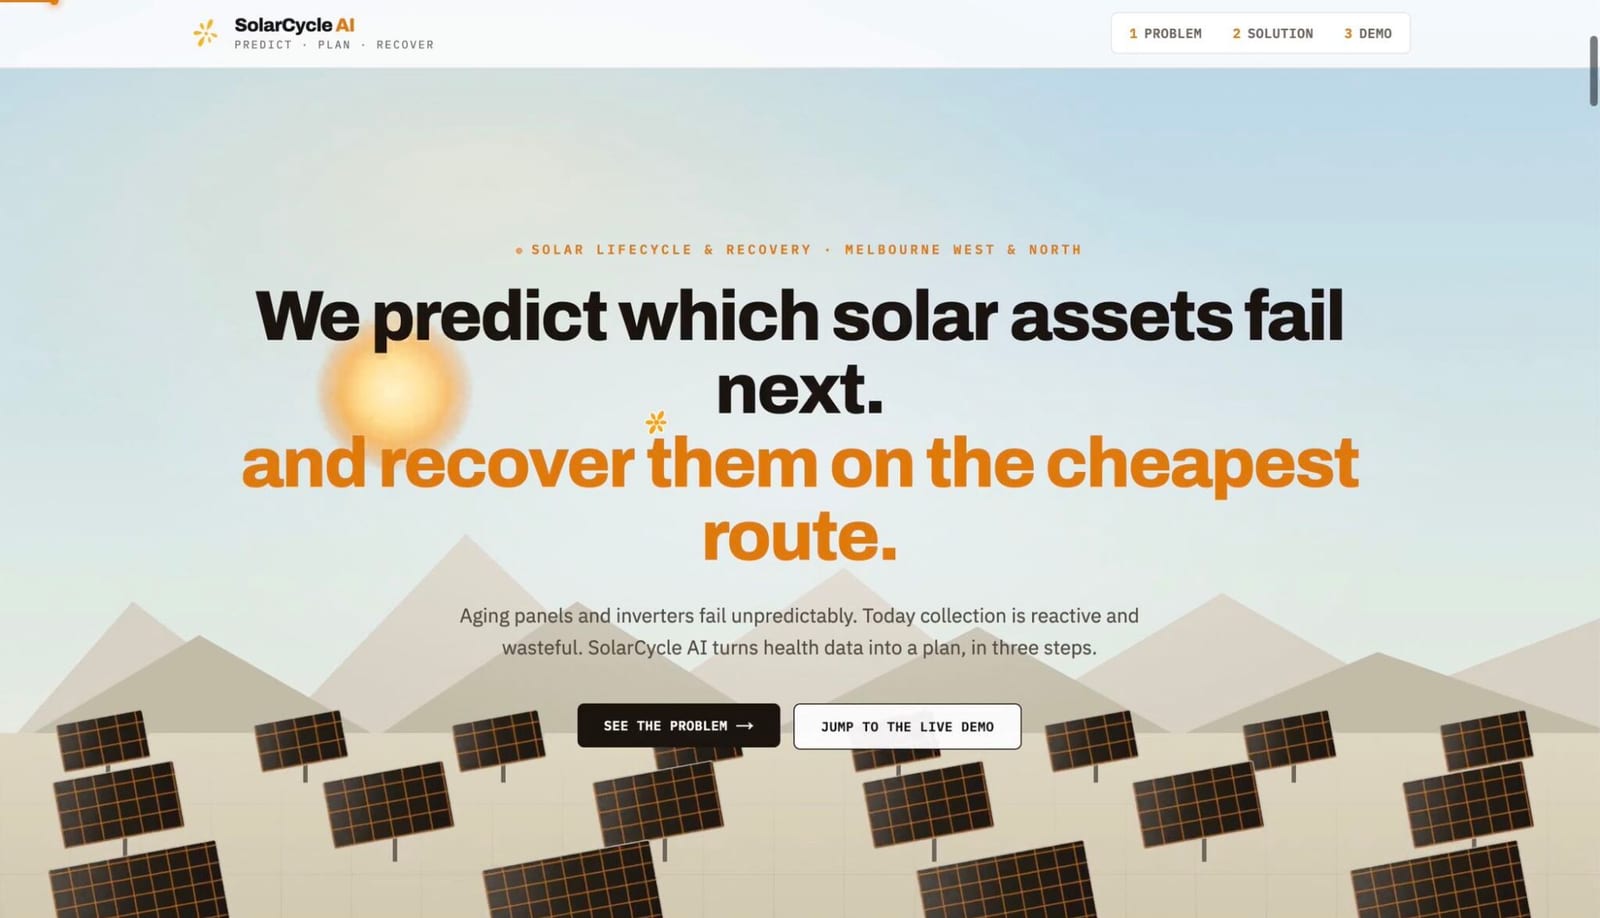 SolarCycle AI
PREDICT · PLAN · RECOVER
1 PROBLEM 2 SOLUTION 3 DEMO
SOLAR LIFECYCLE & RECOVERY · MELBOURNE WEST & NORTH
We predict which solar assets fail
next.
and recover them on the cheapest
route.
Aging panels and inverters fail unpredictably. Today collection is reactive and
wasteful. SolarCycle AI turns health data into a plan, in three steps.
SEE THE PROBLEM →
JUMP TO THE LIVE DEMO